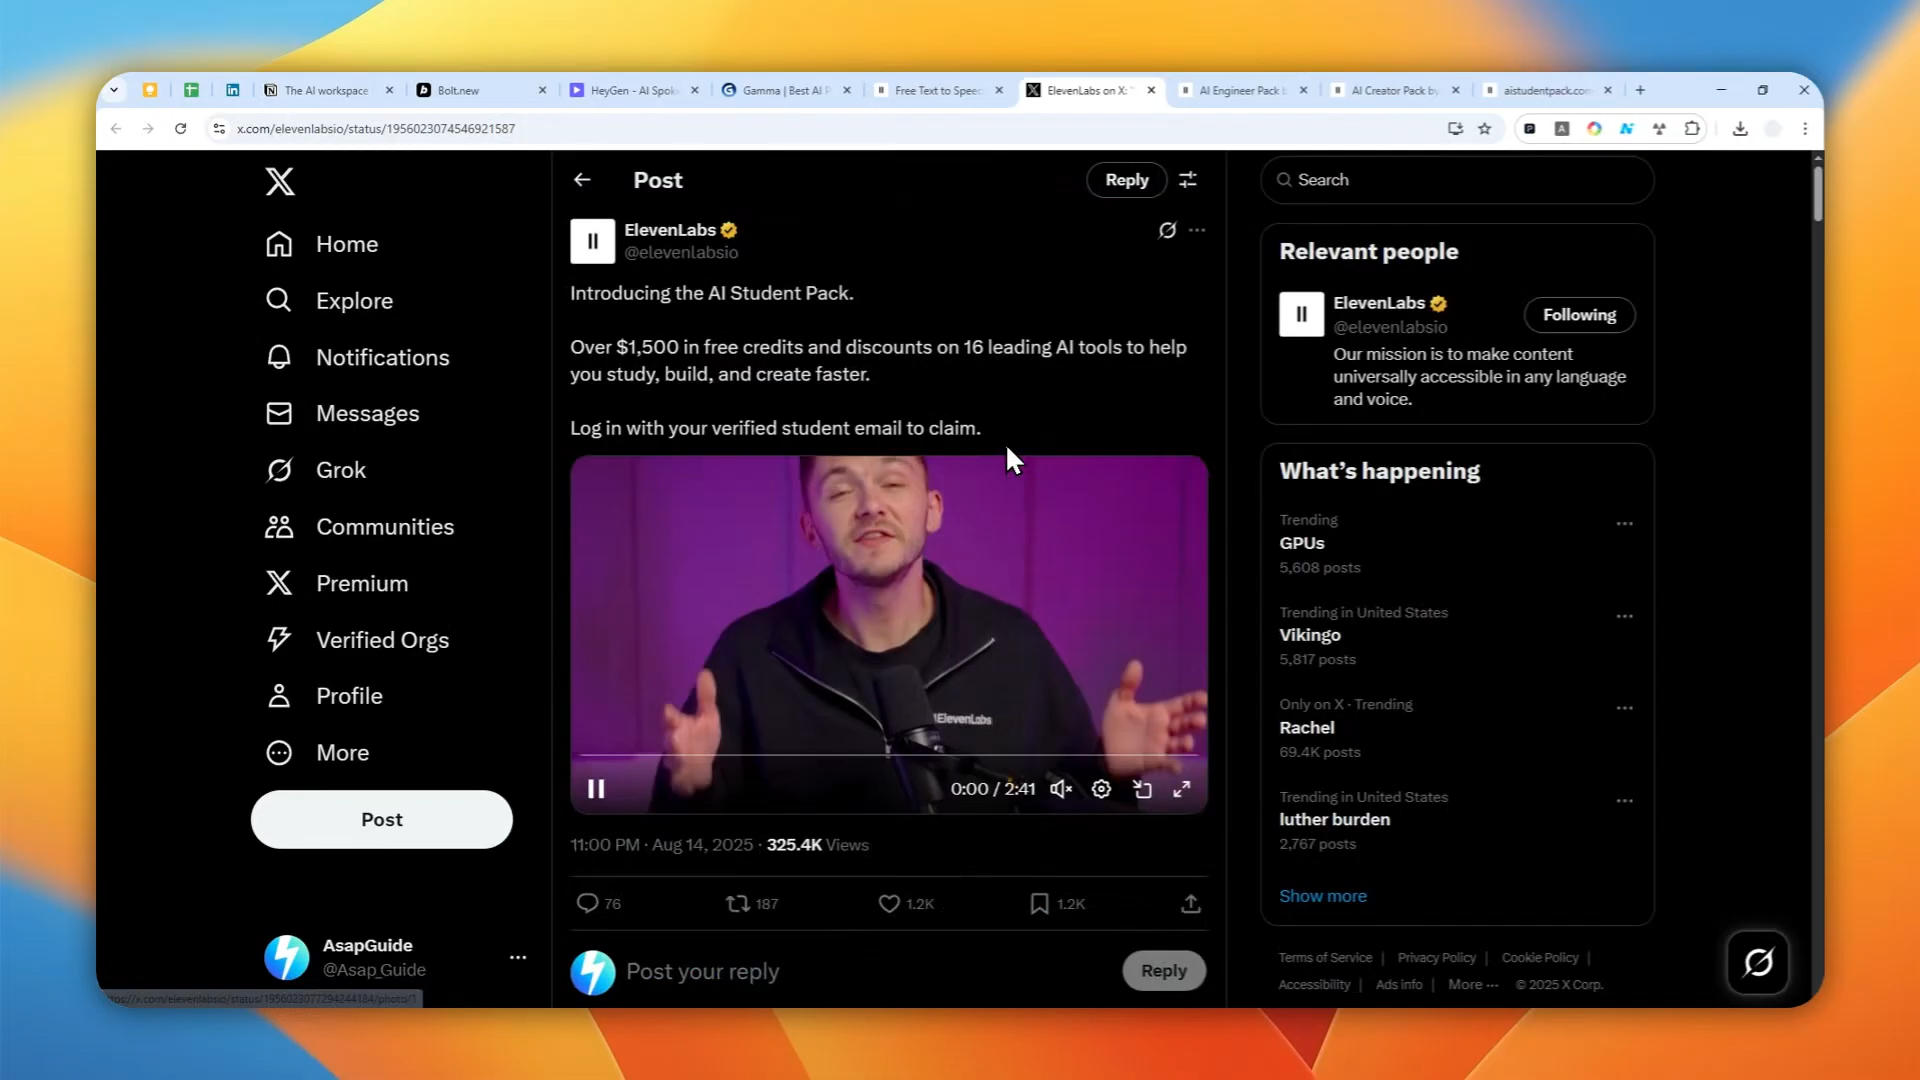 The AI workspace
Bolt.new
HeyGen - AI Spok
Gamma | Best AI P
Free Text to Speec
ElevenLabs on X: "
AI Engineer Pack b
AI Creator Pack by
aistudentpack.com
x.com/elevenlabsio/status/1956023074546921587
Home
Explore
Notifications
Messages
Grok
Communities
Premium
Verified Orgs
Profile
More
Post
AsapGuide
@Asap_Guide
Post
Reply
ElevenLabs
@elevenlabsio
Introducing the AI Student Pack.
Over $1,500 in free credits and discounts on 16 leading AI tools to help
you study, build, and create faster.
Log in with your verified student email to claim.
IIElevenLabs
0:00 / 2:41
11:00 PM · Aug 14, 2025 · 325.4K Views
76
187
1.2K
1.2K
Post your reply
Reply
Search
Relevant people
ElevenLabs
@elevenlabsio
Following
Our mission is to make content
universally accessible in any language
and voice.
What's happening
Trending
GPUs
5,608 posts
Trending in United States
Vikingo
5,817 posts
Only on X · Trending
Rachel
69.4K posts
Trending in United States
luther burden
2,767 posts
Show more
Terms of Service | Privacy Policy | Cookie Policy |
Accessibility | Ads info | More ··· © 2025 X Corp.